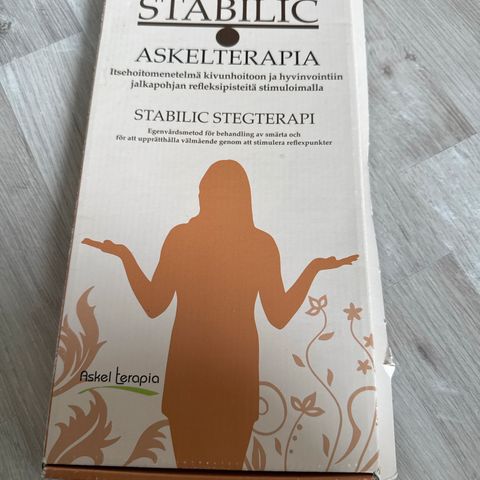 STABILIC
ASKELTERAPIA
Itsehoitomenetelmä kivunhoitoon ja hyvinvointiin
jalkapohjan refleksipisteitä stimuloimalla
STABILIC STEGTERAPI
Egenvårdsmetod för behandling av smärta och
för att upprätthålla välmående genom att stimulera reflexpunkter
Askel terapia